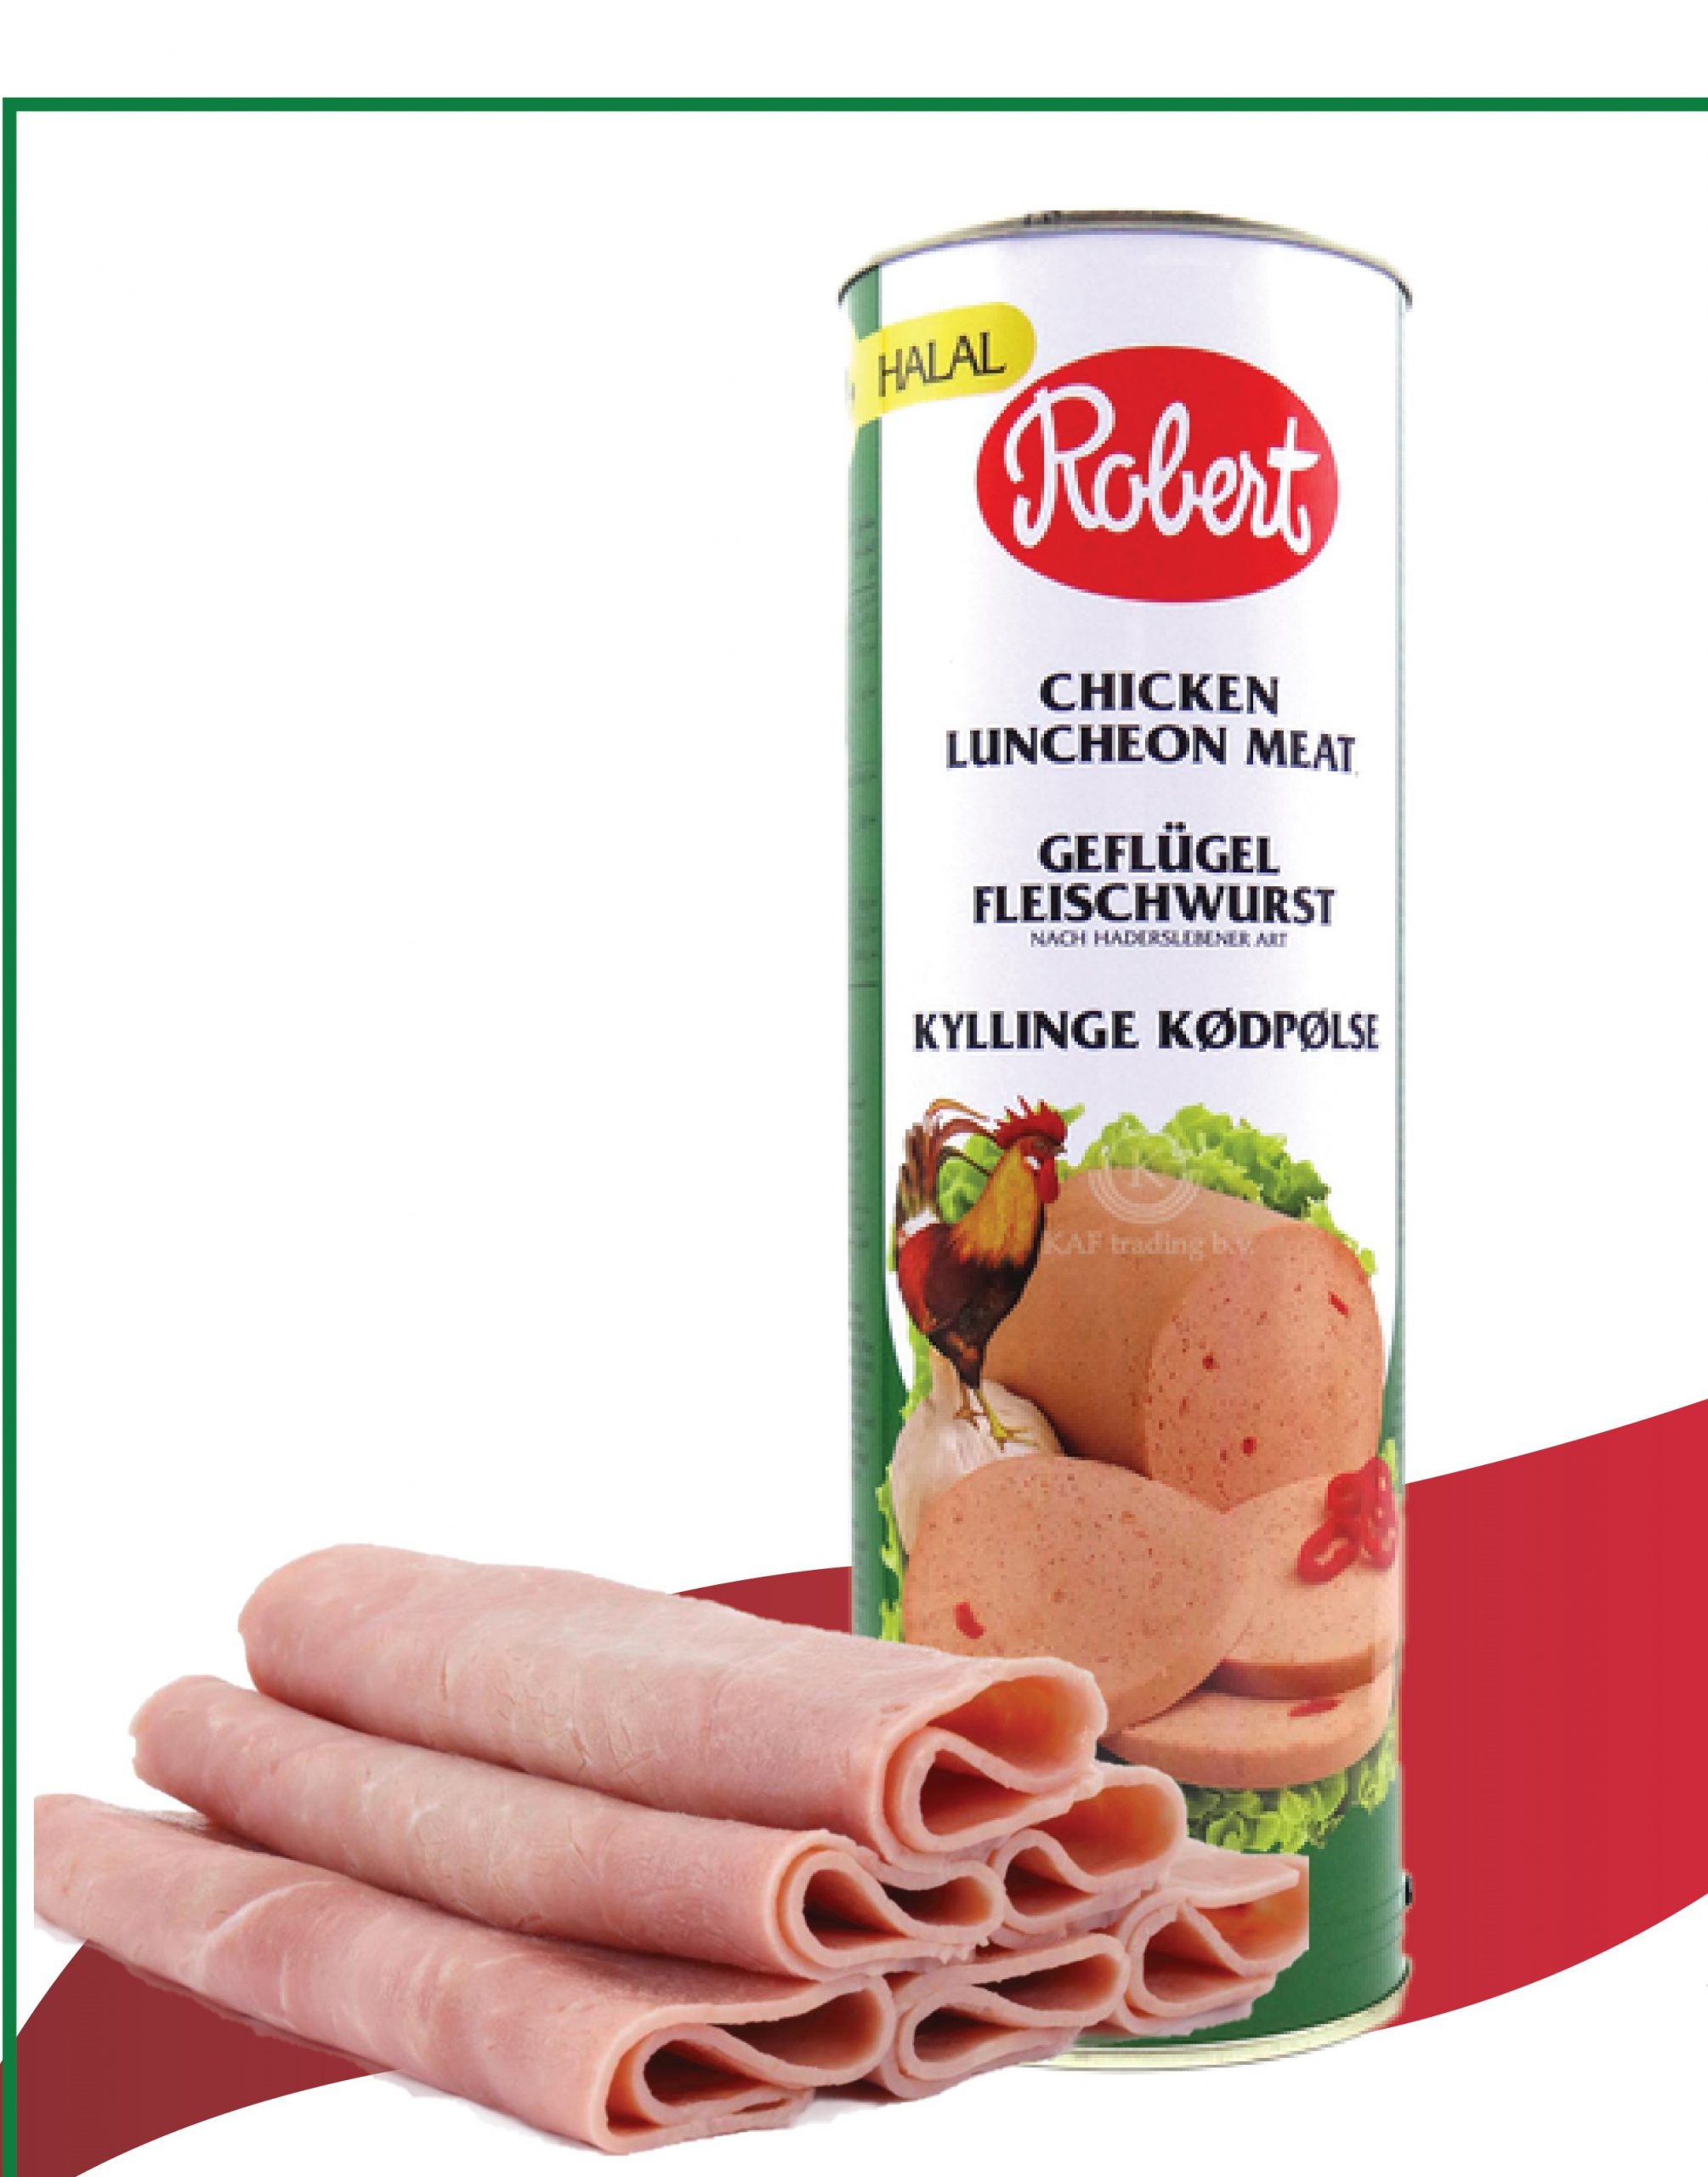 HALAL
Robert
CHICKEN
LUNCHEON MEAT
GEFLÜGEL
FLEISCHWURST
NACH HADERSLEBENER ART
KYLLINGE KØDPØLSE
K
KAF trading b.v.